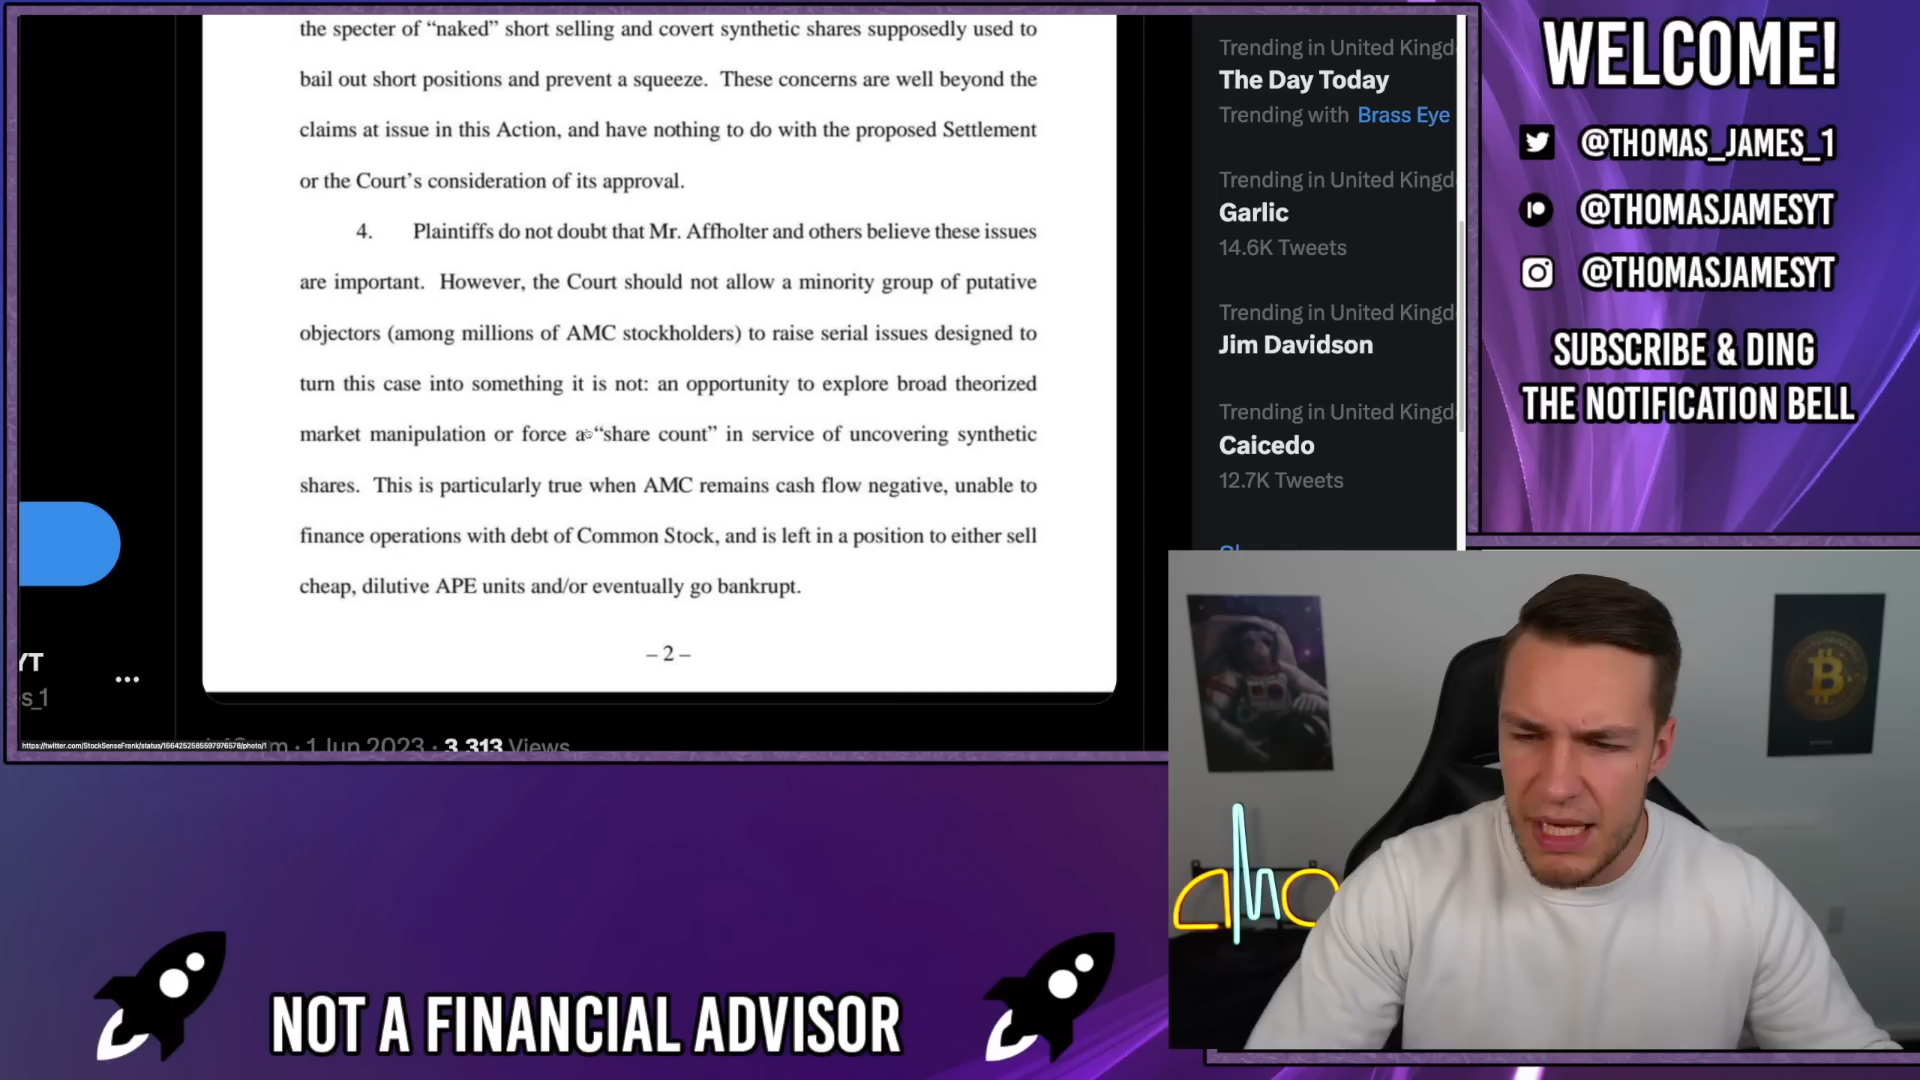 the specter of “naked” short selling and covert synthetic shares supposedly used to
bail out short positions and prevent a squeeze. These concerns are well beyond the
claims at issue in this Action, and have nothing to do with the proposed Settlement
or the Court’s consideration of its approval.
4. Plaintiffs do not doubt that Mr. Affholter and others believe these issues
are important. However, the Court should not allow a minority group of putative
objectors (among millions of AMC stockholders) to raise serial issues designed to
turn this case into something it is not: an opportunity to explore broad theorized
market manipulation or force a “share count” in service of uncovering synthetic
shares. This is particularly true when AMC remains cash flow negative, unable to
finance operations with debt of Common Stock, and is left in a position to either sell
cheap, dilutive APE units and/or eventually go bankrupt.
– 2 –
YT
s_1
1 Jun 2023 · 3,313 Views
Trending in United Kingd
The Day Today
Trending with Brass Eye
Trending in United Kingd
Garlic
14.6K Tweets
Trending in United Kingd
Jim Davidson
Trending in United Kingd
Caicedo
12.7K Tweets
WELCOME!
@THOMAS_JAMES_1
@THOMASJAMESYT
@THOMASJAMESYT
SUBSCRIBE & DING
THE NOTIFICATION BELL
NOT A FINANCIAL ADVISOR